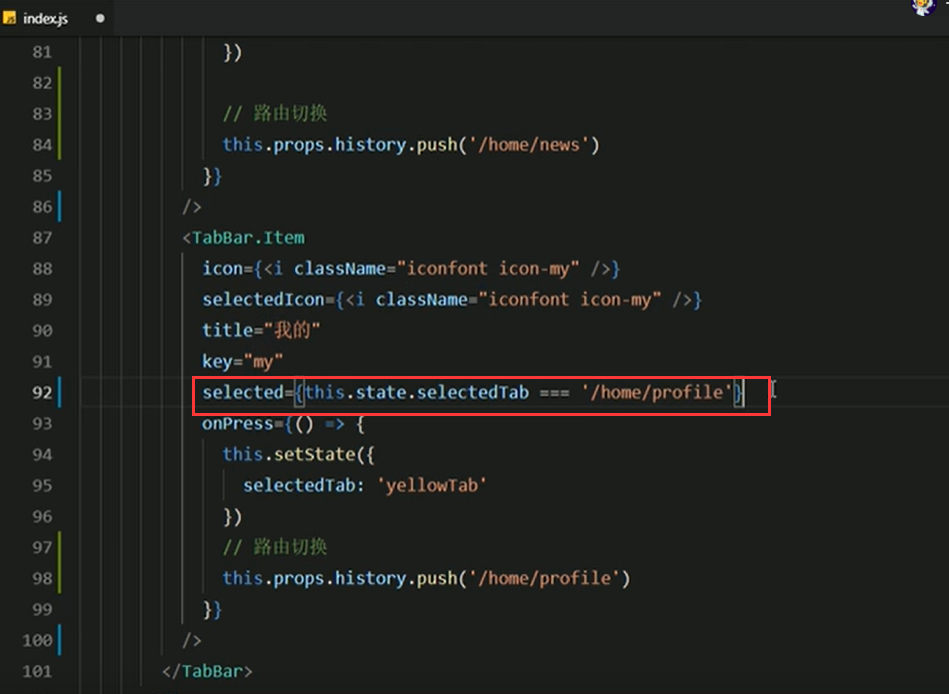 index.js
81 })
82
83 // 路由切换
84 this.props.history.push('/home/news')
85 }}
86 />
87 <TabBar.Item
88 icon={<i className="iconfont icon-my" />}
89 selectedIcon={<i className="iconfont icon-my" />}
90 title="我的"
91 key="my"
92 selected={this.state.selectedTab === '/home/profile'}
93 onPress={() => {
94 this.setState({
95 selectedTab: 'yellowTab'
96 })
97 // 路由切换
98 this.props.history.push('/home/profile')
99 }}
100 />
101 </TabBar>